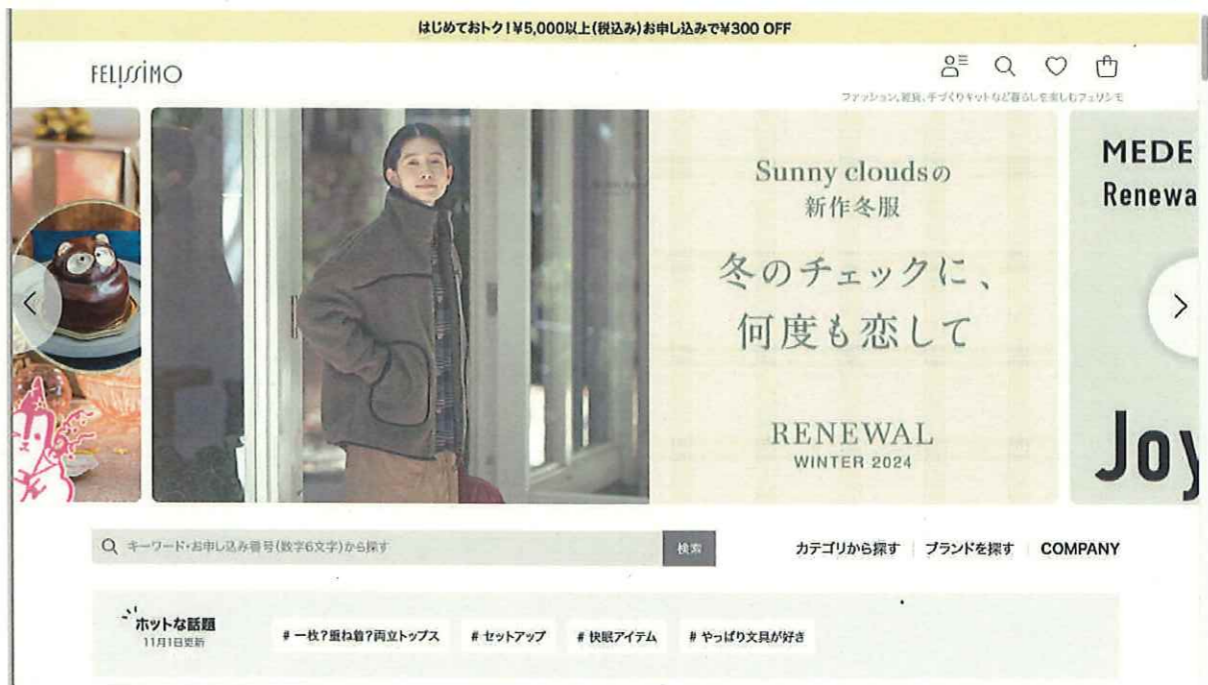 はじめておトク!¥5,000以上(税込み)お申し込みで¥300 OFF
FELISSIMO
ファッション、雑貨、手づくりキットなど暮らしを楽しむフェリシモ
Sunny cloudsの
新作冬服
冬のチェックに、
何度も恋して
RENEWAL
WINTER 2024
MEDE
Renewa
Joy
キーワード・お申し込み番号(数字6文字)から探す
検索
カテゴリから探す ブランドを探す COMPANY
ホットな話題
11月1日更新
# 一枚?重ね着?両立トップス # セットアップ # 快眠アイテム # やっぱり文具が好き